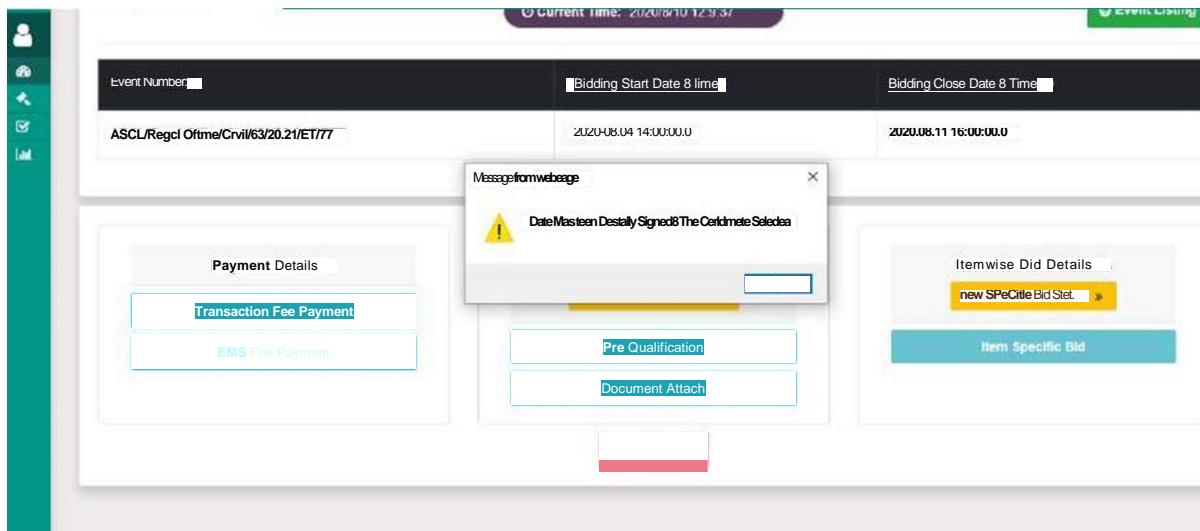 Current Time: 2020/8/10 12:9:37
Event Listing
Event Number:
Bidding Start Date 8 lime
Bidding Close Date 8 Time
ASCL/Regcl Oftme/Crvil/63/20.21/ET/77
2020-08.04 14:00:00.0
2020.08.11 16:00:00.0
Message from webeage
Date Mas teen Destally Signed8 The Cerldmete Seledea
Payment Details
Itemwise Did Details
new SPeCitle Bid Stet. »
Transaction Fee Payment
EMS Fee Payment
Pre Qualification
Item Specific Bid
Document Attach